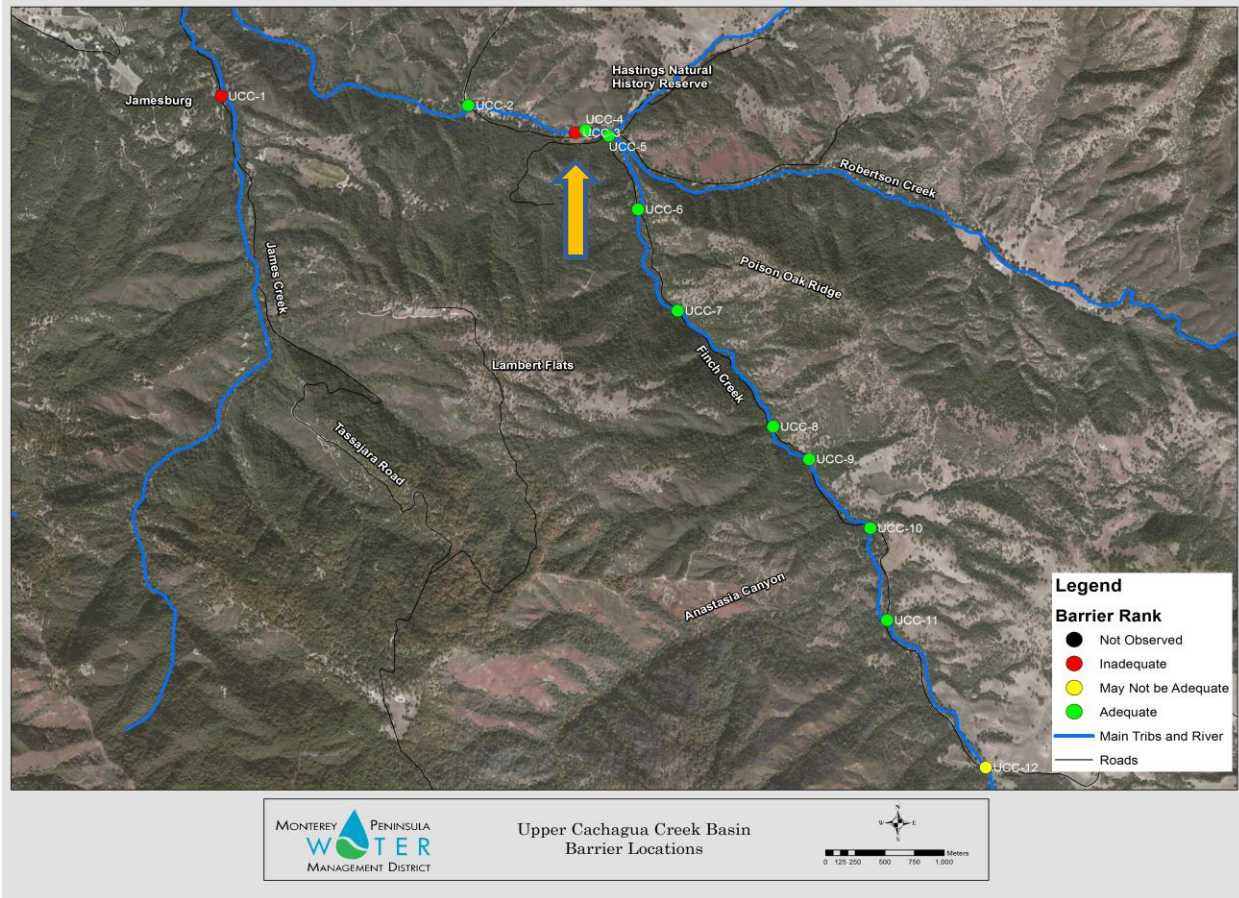 Hastings Natural
History Reserve
Jamesburg
UCC-1
UCC-2
UCC-4
UCC-3
UCC-5
Robertson Creek
UCC-6
James Creek
Poison Oak Ridge
UCC-7
Lambert Flats
Finch Creek
UCC-8
Tassajara Road
UCC-9
UCC-10
Anastasia Canyon
UCC-11
UCC-12
Legend
Barrier Rank
Not Observed
Inadequate
May Not be Adequate
Adequate
Main Tribs and River
Roads
MONTEREY PENINSULA
WATER
MANAGEMENT DISTRICT
Upper Cachagua Creek Basin
Barrier Locations
N
W E
S
Meters
0 125 250 500 750 1,000